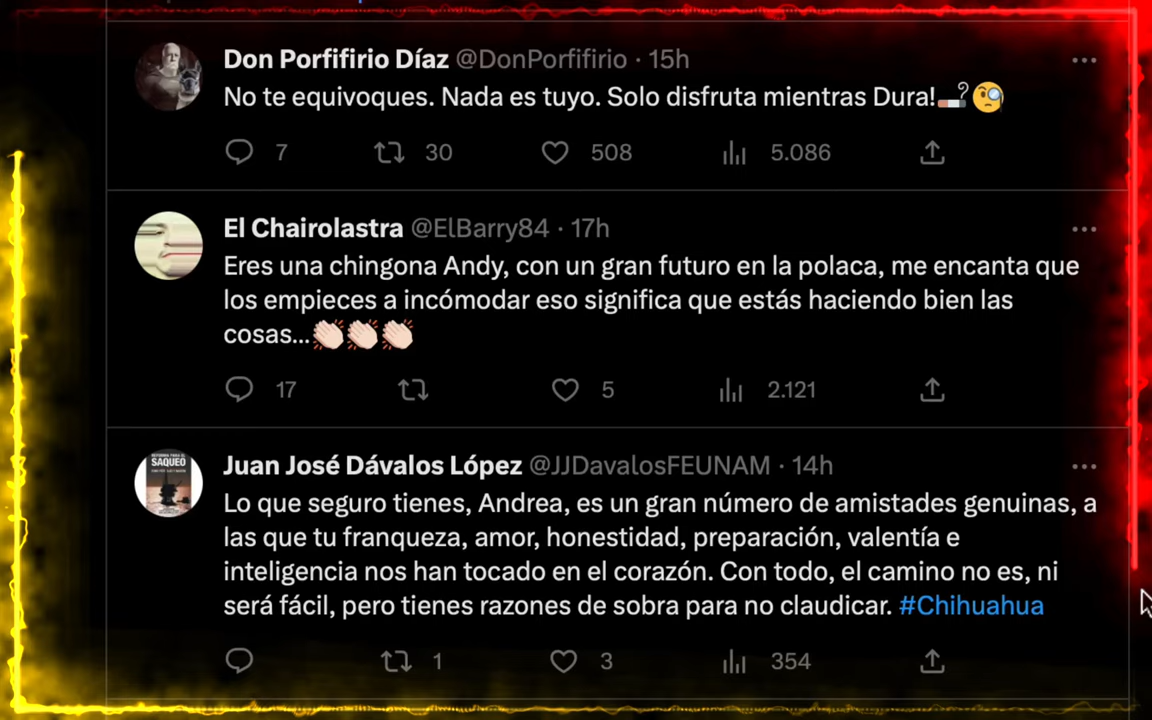 Don Porfifirio Díaz @DonPorfifirio · 15h
No te equivoques. Nada es tuyo. Solo disfruta mientras Dura!🚬🧐
7 30 508 5.086
El Chairolastra @ElBarry84 · 17h
Eres una chingona Andy, con un gran futuro en la polaca, me encanta que
los empieces a incómodar eso significa que estás haciendo bien las
cosas...👏🏻👏🏻👏🏻
17 5 2.121
SAQUEO
Juan José Dávalos López @JJDavalosFEUNAM · 14h
Lo que seguro tienes, Andrea, es un gran número de amistades genuinas, a
las que tu franqueza, amor, honestidad, preparación, valentía e
inteligencia nos han tocado en el corazón. Con todo, el camino no es, ni
será fácil, pero tienes razones de sobra para no claudicar. #Chihuahua
1 3 354